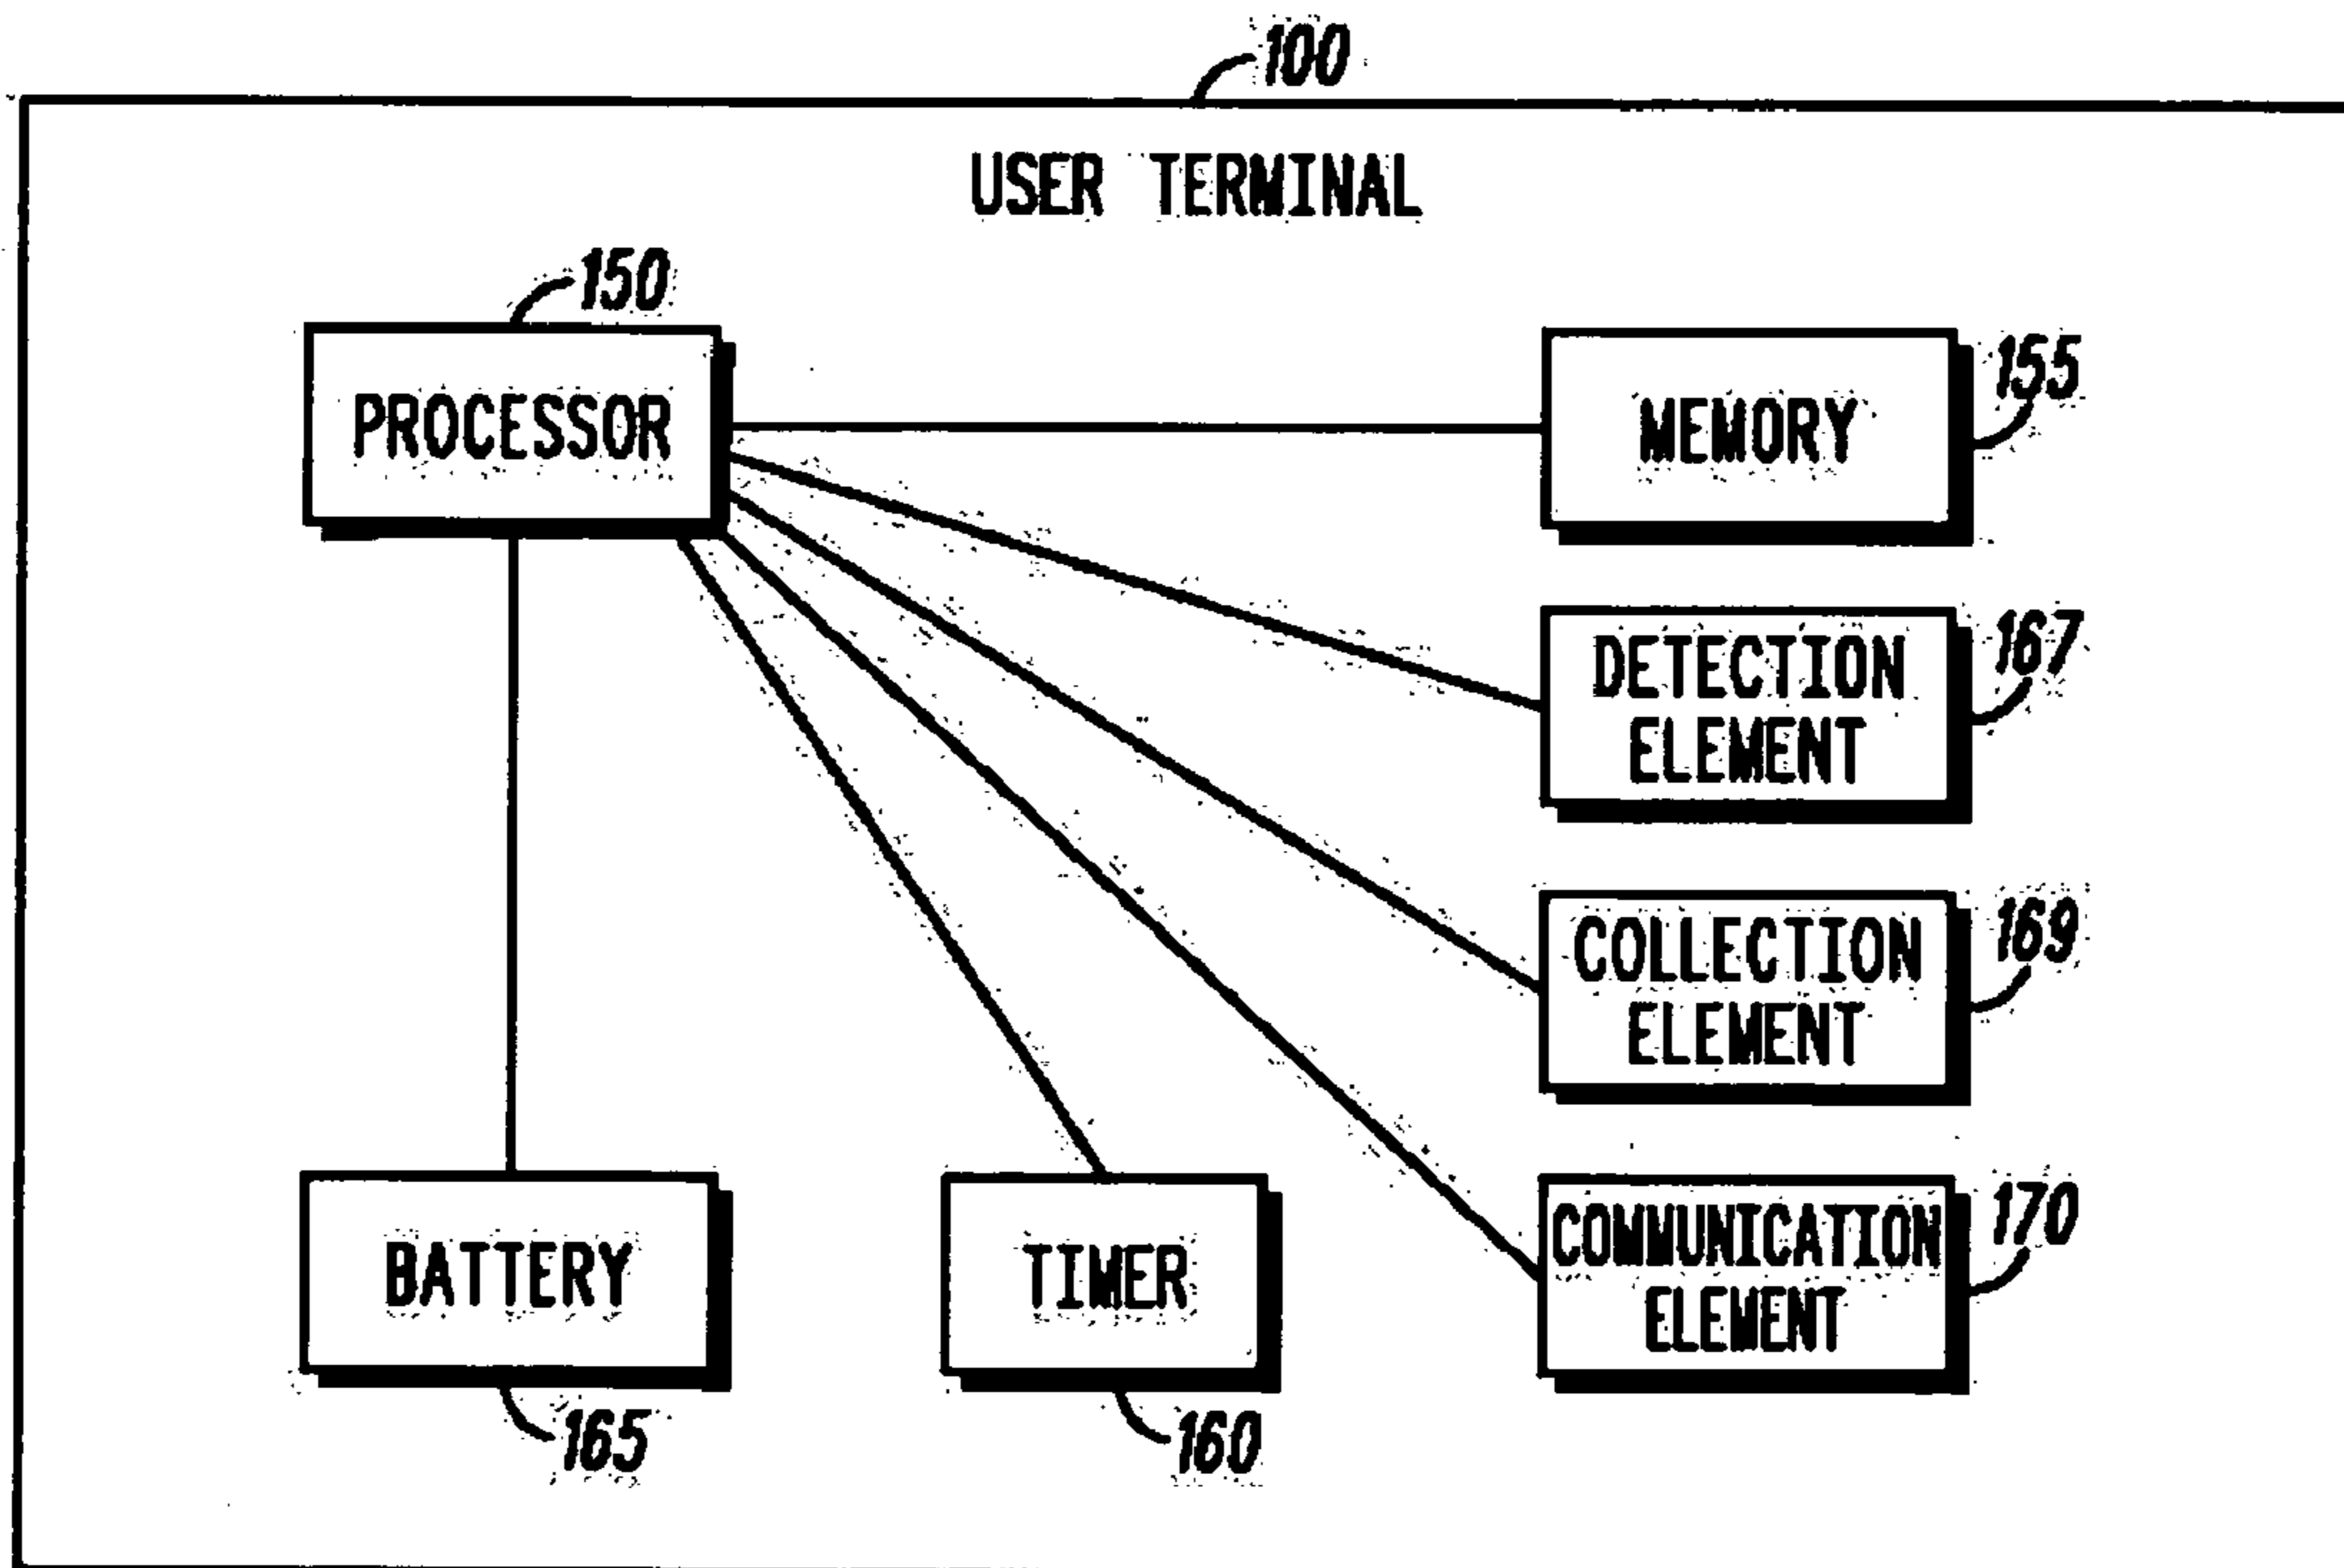 100
USER TERMINAL
150
PROCESSOR
MEMORY
155
DETECTION
ELEMENT
167
COLLECTION
ELEMENT
169
COMMUNICATION
ELEMENT
170
BATTERY
165
TIMER
160